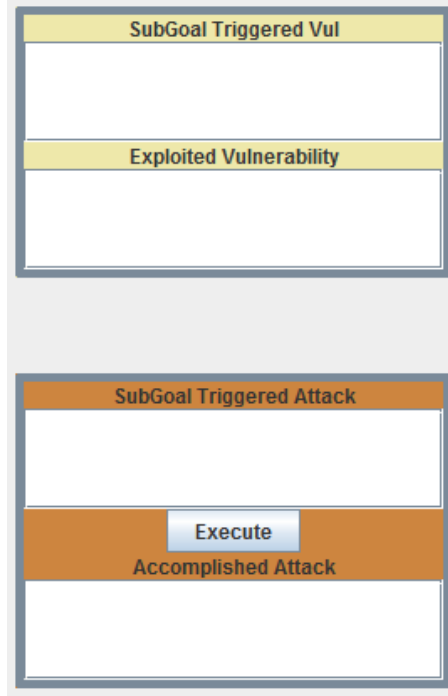 SubGoal Triggered Vul
Exploited Vulnerability
SubGoal Triggered Attack
Execute
Accomplished Attack